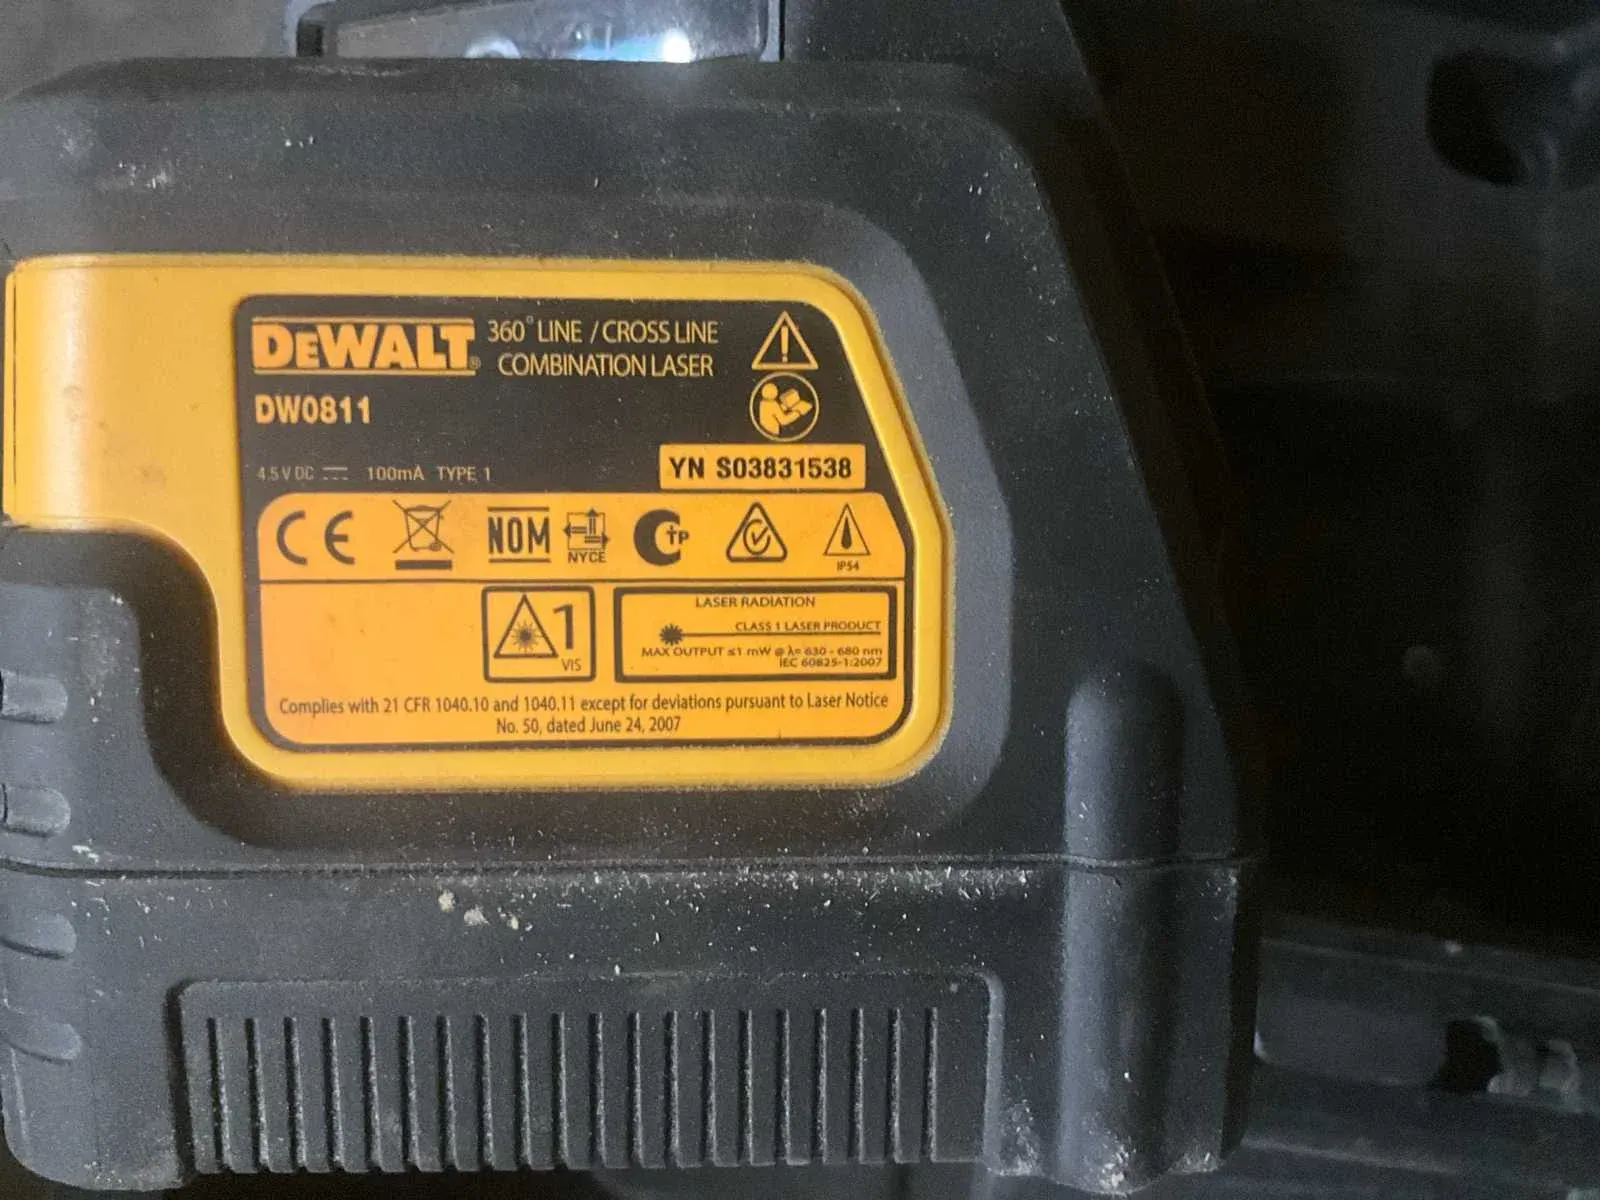 DEWALT® 360° LINE / CROSS LINE
COMBINATION LASER
DW0811
4.5 V DC ⎓ 100mA TYPE 1
YN S03831538
CE NOM NYCE TP IP54
1
VIS
LASER RADIATION
CLASS 1 LASER PRODUCT
MAX OUTPUT ≤1 mW @ λ= 630 - 680 nm
IEC 60825-1:2007
Complies with 21 CFR 1040.10 and 1040.11 except for deviations pursuant to Laser Notice
No. 50, dated June 24, 2007